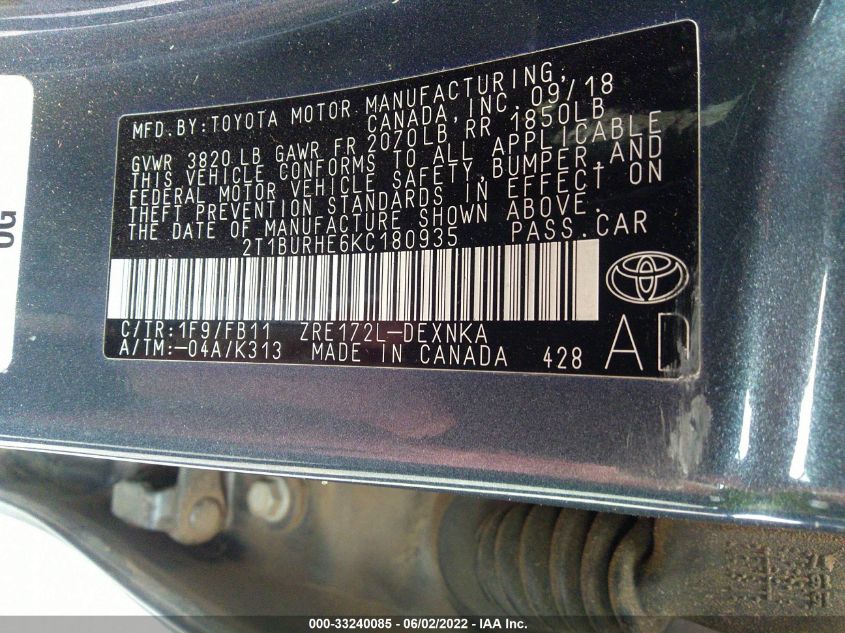 MFD.BY:TOYOTA MOTOR MANUFACTURING,
CANADA,INC. 09/18
GVWR 3820 LB GAWR FR 2070LB RR 1850LB
THIS VEHICLE CONFORMS TO ALL APPLICABLE
FEDERAL MOTOR VEHICLE SAFETY,BUMPER,AND
THEFT PREVENTION STANDARDS IN EFFECT ON
THE DATE OF MANUFACTURE SHOWN ABOVE.
2T1BURHE6KC180935 PASS.CAR
C/TR:1F9/FB11 ZRE172L-DEXNKA
A/TM:-04A/K313 MADE IN CANADA 428
AD
000-33240085 - 06/02/2022 - IAA Inc.